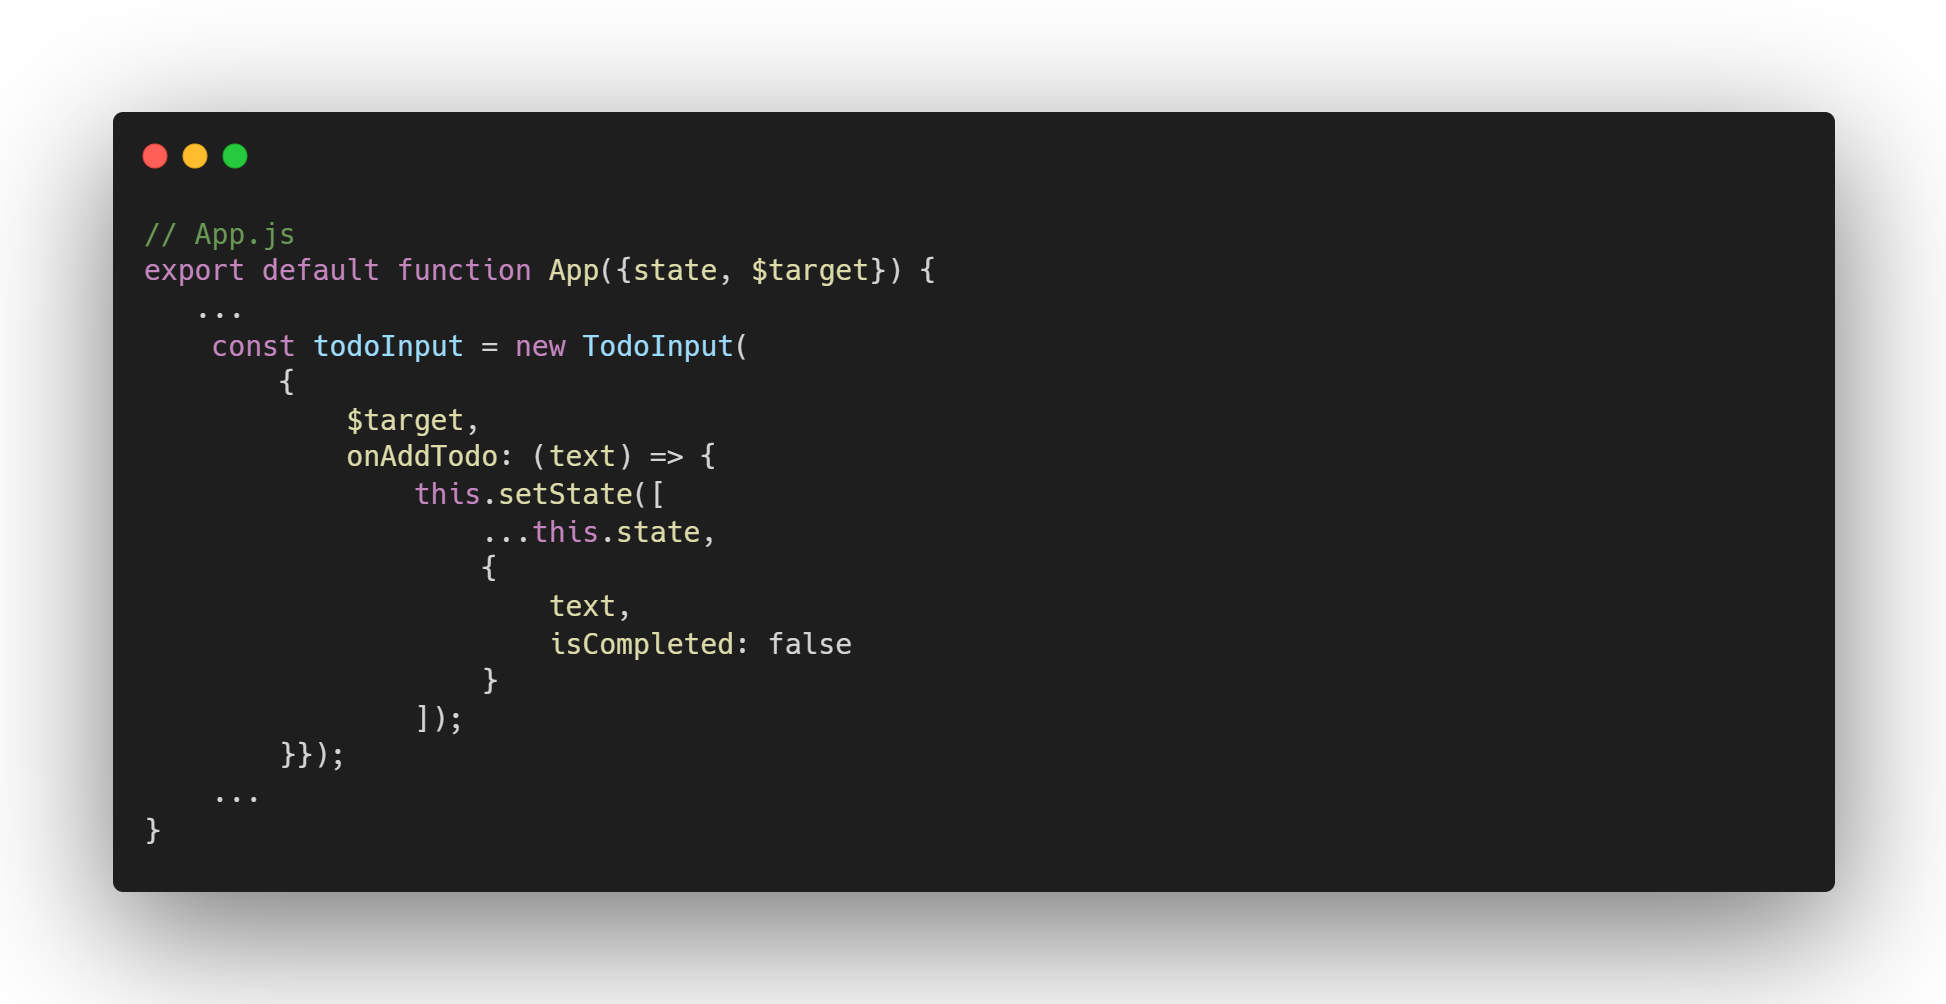 // App.js
export default function App({state, $target}) {
   ...
    const todoInput = new TodoInput(
        {
            $target,
            onAddTodo: (text) => {
                this.setState([
                    ...this.state,
                    {
                        text,
                        isCompleted: false
                    }
                ]);
        }});
    ...
}